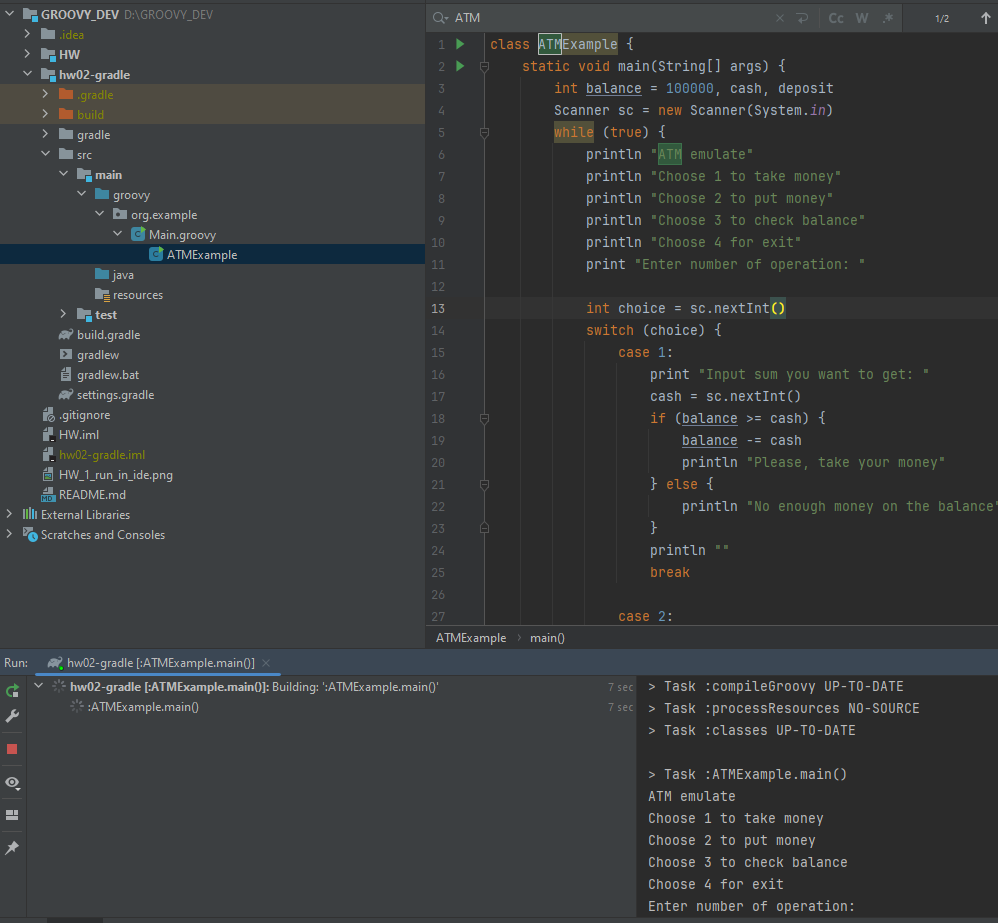 GROOVY_DEV D:\GROOVY_DEV
.idea
HW
hw02-gradle
.gradle
build
gradle
src
main
groovy
org.example
Main.groovy
ATMExample
java
resources
test
build.gradle
gradlew
gradlew.bat
settings.gradle
.gitignore
HW.iml
hw02-gradle.iml
HW_1_run_in_ide.png
README.md
External Libraries
Scratches and Consoles
ATM Cc W .* 1/2
1 class ATMExample {
2 static void main(String[] args) {
3 int balance = 100000, cash, deposit
4 Scanner sc = new Scanner(System.in)
5 while (true) {
6 println "ATM emulate"
7 println "Choose 1 to take money"
8 println "Choose 2 to put money"
9 println "Choose 3 to check balance"
10 println "Choose 4 for exit"
11 print "Enter number of operation: "
12
13 int choice = sc.nextInt()
14 switch (choice) {
15 case 1:
16 print "Input sum you want to get: "
17 cash = sc.nextInt()
18 if (balance >= cash) {
19 balance -= cash
20 println "Please, take your money"
21 } else {
22 println "No enough money on the balance"
23 }
24 println ""
25 break
26
27 case 2:
ATMExample > main()
Run: hw02-gradle [:ATMExample.main()]
hw02-gradle [:ATMExample.main()]: Building: ':ATMExample.main()' 7 sec
:ATMExample.main() 7 sec
> Task :compileGroovy UP-TO-DATE
> Task :processResources NO-SOURCE
> Task :classes UP-TO-DATE
> Task :ATMExample.main()
ATM emulate
Choose 1 to take money
Choose 2 to put money
Choose 3 to check balance
Choose 4 for exit
Enter number of operation: